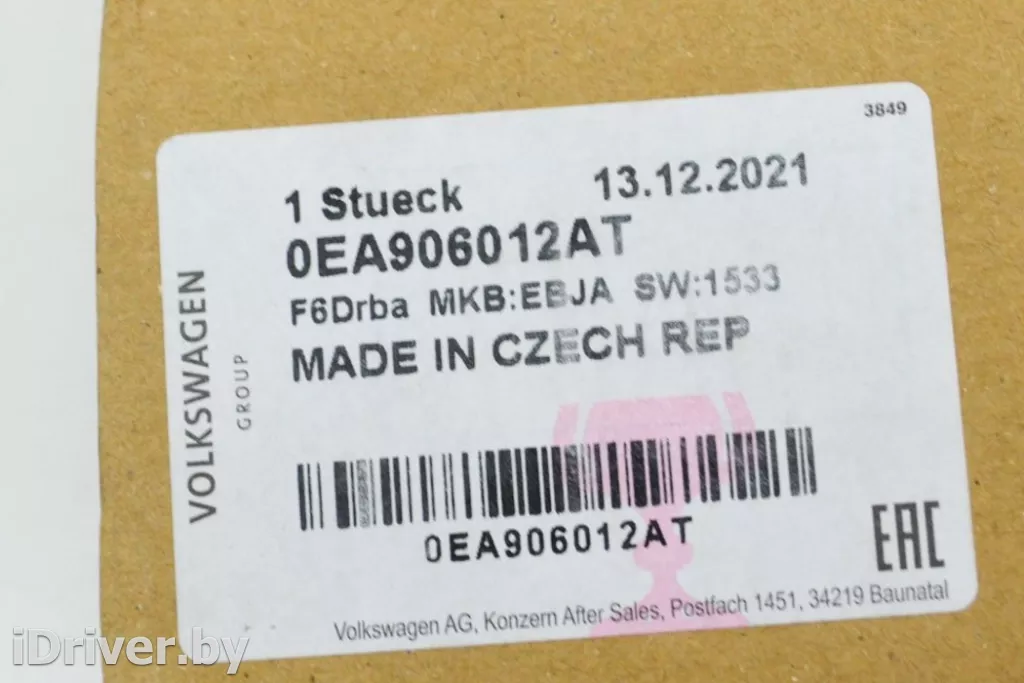 3849
1 Stueck 13.12.2021
0EA906012AT
F6Drba MKB:EBJA SW:1533
MADE IN CZECH REP
VOLKSWAGEN
GROUP
0EA906012AT
EAC
Volkswagen AG, Konzern After Sales, Postfach 1451, 34219 Baunatal
iDriver.by